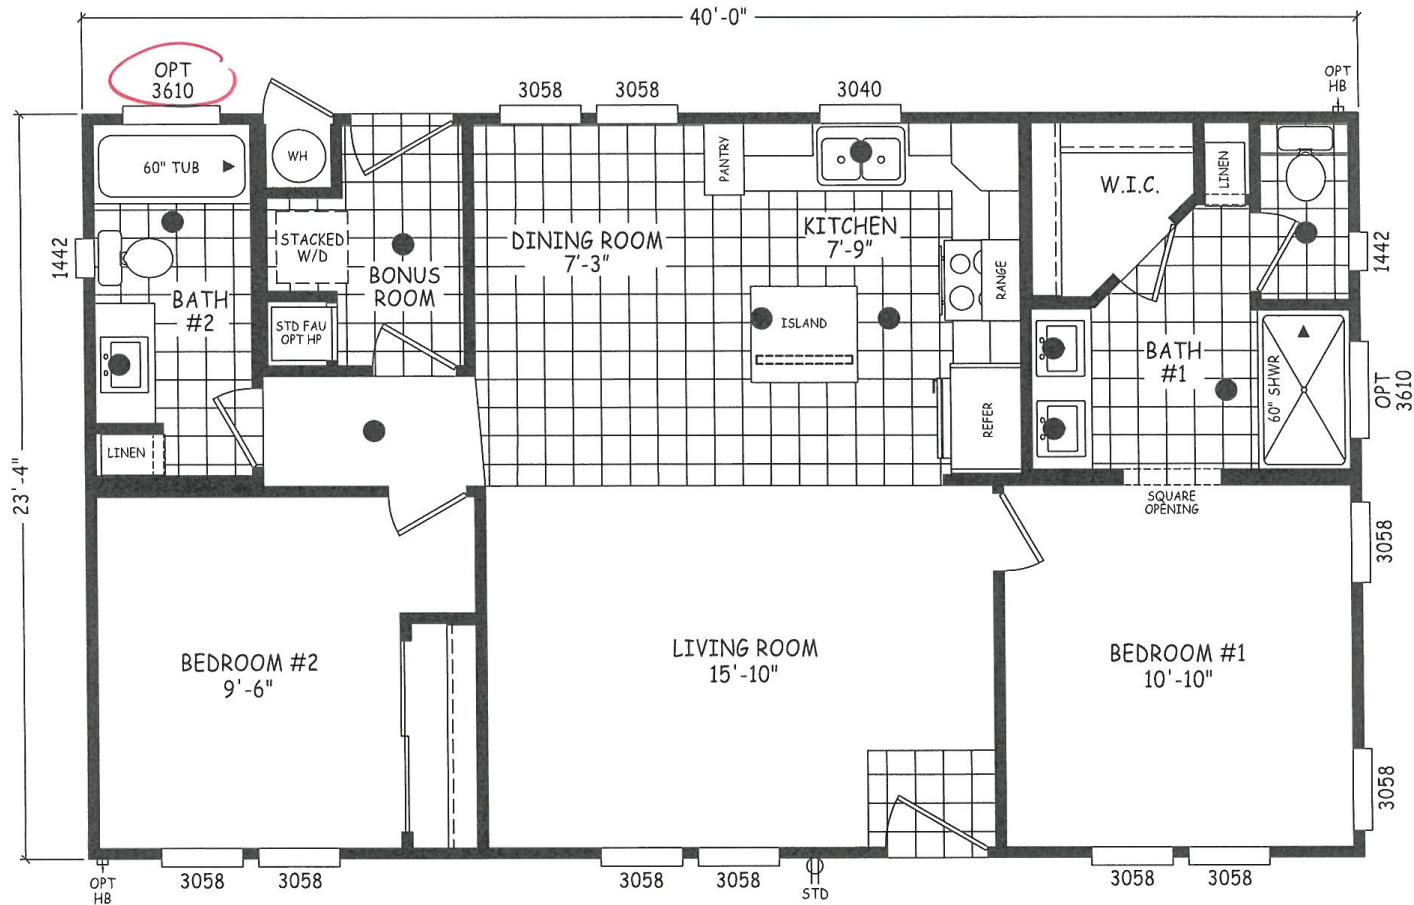 40'-0"
OPT
3610
3058
3058
3040
OPT
HB
60" TUB
WH
PANTRY
LINEN
W.I.C.
1442
STACKED
W/D
BONUS
ROOM
DINING ROOM
7'-3"
KITCHEN
7'-9"
RANGE
1442
BATH
#2
STD FAU
OPT HP
ISLAND
BATH
#1
60" SHWR
OPT
3610
REFER
LINEN
23'-4"
SQUARE
OPENING
3058
BEDROOM #2
9'-6"
LIVING ROOM
15'-10"
BEDROOM #1
10'-10"
3058
OPT
HB
3058
3058
3058
3058
STD
3058
3058